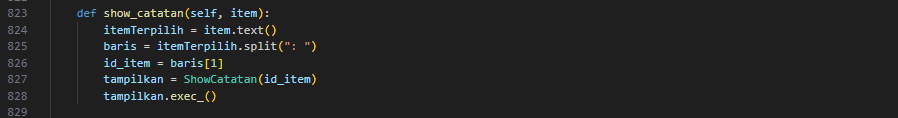 823 def show_catatan(self, item):
824 itemTerpilih = item.text()
825 baris = itemTerpilih.split(": ")
826 id_item = baris[1]
827 tampilkan = ShowCatatan(id_item)
828 tampilkan.exec_()
829